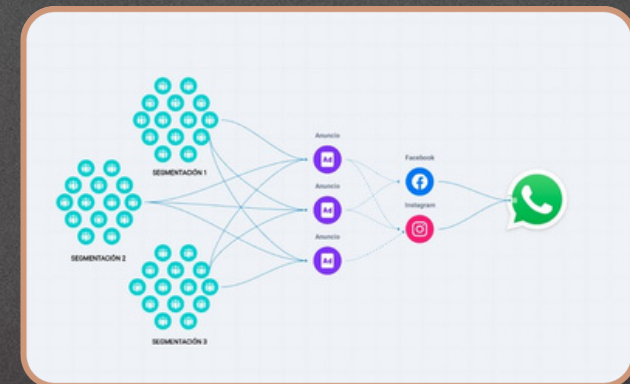 SEGMENTACIÓN 1
SEGMENTACIÓN 2
SEGMENTACIÓN 3
Anuncio
Ad
Anuncio
Ad
Anuncio
Ad
Facebook
Instagram